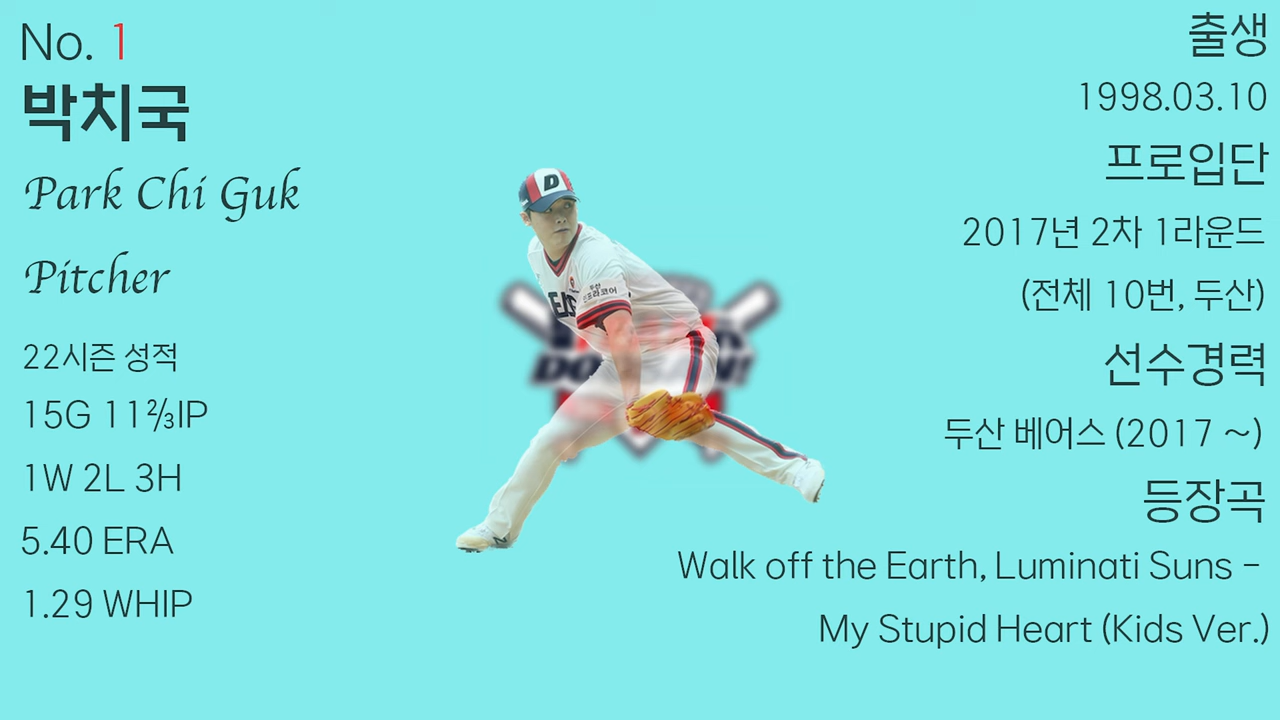 No. 1
박치국
Park Chi Guk
Pitcher
22시즌 성적
15G 11⅔IP
1W 2L 3H
5.40 ERA
1.29 WHIP
출생
1998.03.10
프로입단
2017년 2차 1라운드
(전체 10번, 두산)
선수경력
두산 베어스 (2017 ~)
등장곡
Walk off the Earth, Luminati Suns -
My Stupid Heart (Kids Ver.)
D
두산